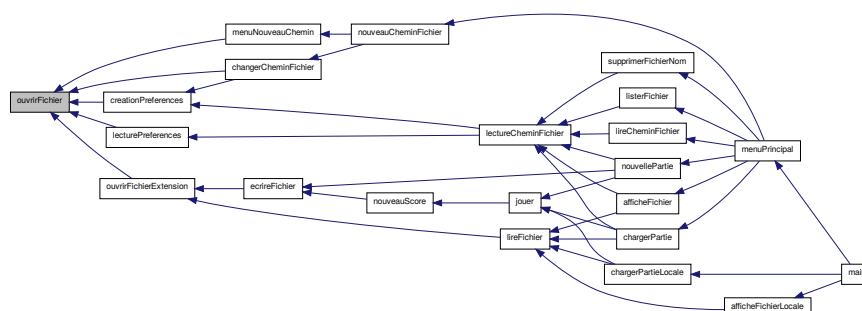 menuNouveauChemin
nouveauCheminFichier
supprimerFichierNom
changerCheminFichier
listerFichier
ouvrirFichier
creationPreferences
lecturePreferences
lectureCheminFichier
lireCheminFichier
menuPrincipal
nouvellePartie
ouvrirFichierExtension
ecrireFichier
nouveauScore
jouer
afficheFichier
lireFichier
chargerPartie
chargerPartieLocale
afficheFichierLocale